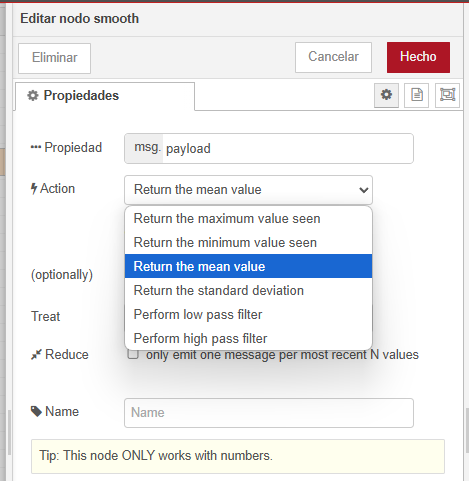 Editar nodo smooth
Eliminar
Cancelar
Hecho
Propiedades
Propiedad
msg. payload
Action
Return the mean value
Return the maximum value seen
Return the minimum value seen
Return the mean value
Return the standard deviation
Perform low pass filter
Perform high pass filter
(optionally)
Treat
Reduce
only emit one message per most recent N values
Name
Name
Tip: This node ONLY works with numbers.